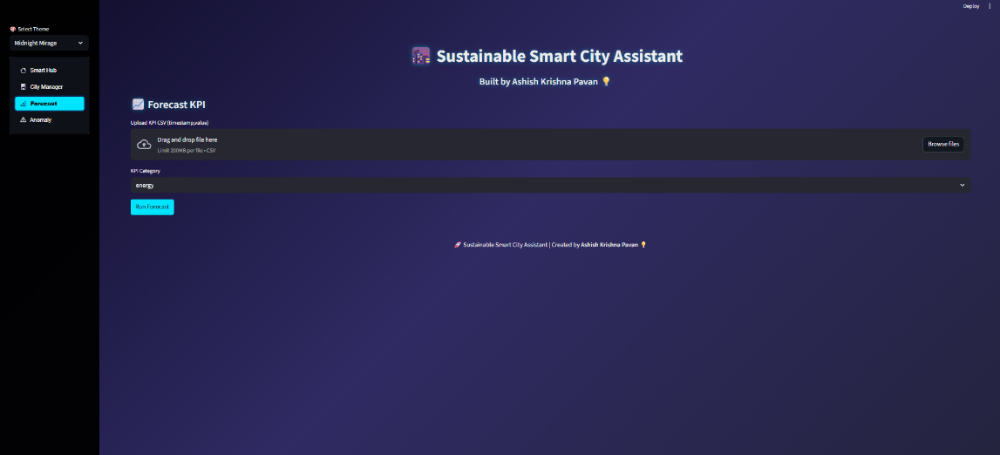 Deploy
Select Theme
Midnight Mirage
Smart Hub
City Manager
Forecast
Anomaly
Sustainable Smart City Assistant
Built by Ashish Krishna Pavan
Forecast KPI
Upload KPI CSV (timestamp,value)
Drag and drop file here
Limit 200MB per file • CSV
Browse files
KPI Category
energy
Run Forecast
Sustainable Smart City Assistant | Created by Ashish Krishna Pavan